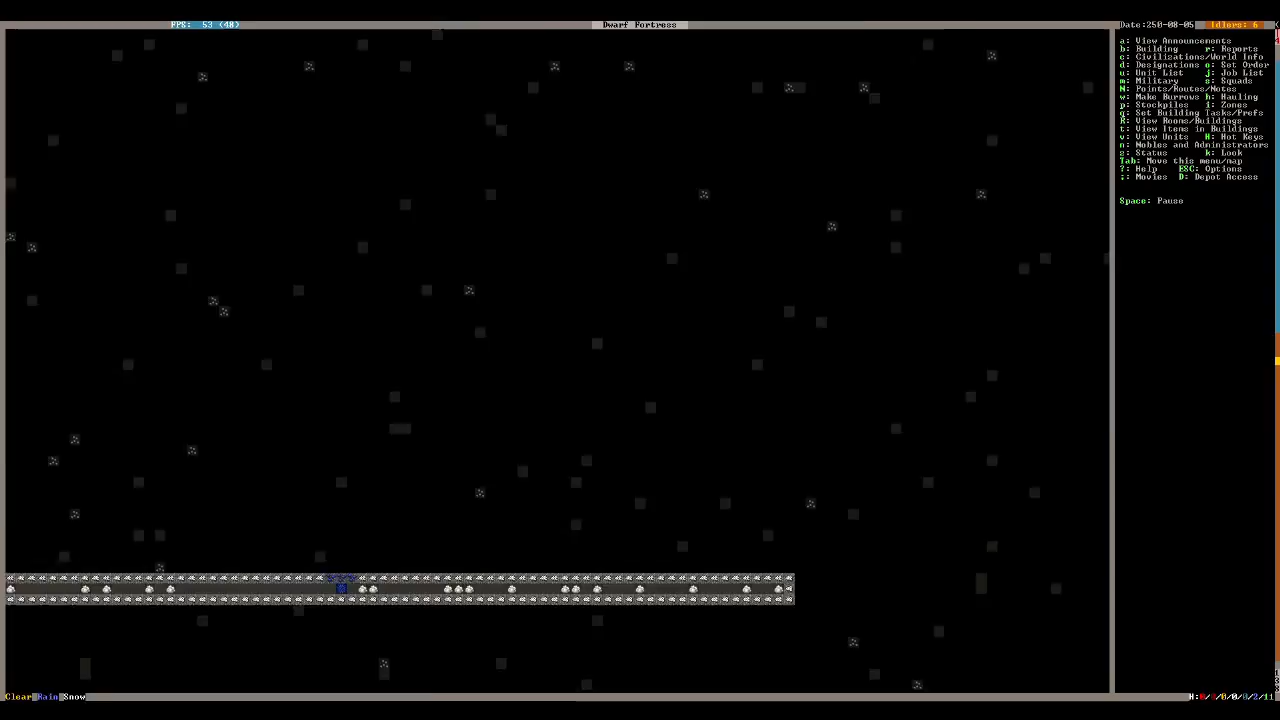 FPS: 53 (48) Dwarf Fortress Date:250-08-05 Idlers: 6
a: View Announcements
b: Building r: Reports
c: Civilizations/World Info
d: Designations o: Set Order
u: Unit List j: Job List
m: Military s: Squads
N: Points/Routes/Notes
w: Make Burrows h: Hauling
p: Stockpiles i: Zones
q: Set Building Tasks/Prefs
R: View Rooms/Buildings
t: View Items in Buildings
v: View Units H: Hot Keys
n: Nobles and Administrators
z: Status k: Look
Tab: Move this menu/map
?: Help ESC: Options
;: Movies D: Depot Access
Space: Pause
Clear Rain Snow